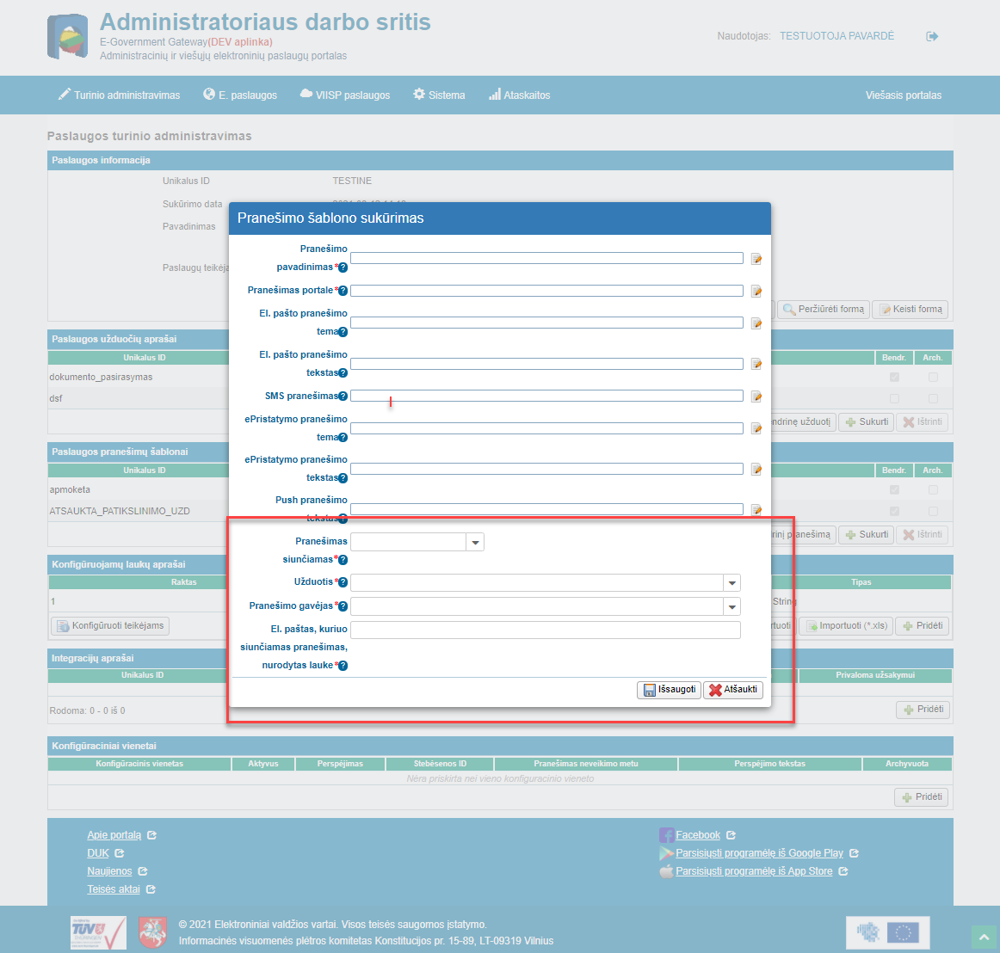 Administratoriaus darbo sritis
E-Government Gateway(DEV aplinka)
Administracinių ir viešųjų elektroninių paslaugų portalas
Naudotojas: TESTUOTOJA PAVARDĖ
Turinio administravimas E. paslaugos VIISP paslaugos Sistema Ataskaitos Viešasis portalas
Paslaugos turinio administravimas
Paslaugos informacija
Unikalus ID TESTINE
Sukūrimo data
Pavadinimas
Paslaugų teikėja
Peržiūrėti formą Keisti formą
Pranešimo šablono sukūrimas
Pranešimo
pavadinimas*?
Pranešimas portale*?
El. pašto pranešimo
tema?
El. pašto pranešimo
tekstas?
SMS pranešimas?
ePristatymo pranešimo
tema?
ePristatymo pranešimo
tekstas?
Push pranešimo
tekstas?
Pranešimas
siunčiamas*?
Užduotis*?
Pranešimo gavėjas*?
El. paštas, kuriuo
siunčiamas pranešimas,
nurodytas lauke*?
Išsaugoti Atšaukti
Paslaugos užduočių aprašai
Unikalus ID Bendr. Arch.
dokumento_pasirasymas
dsf
ndrinę užduotį Sukurti Ištrinti
Paslaugos pranešimų šablonai
Unikalus ID Bendr. Arch.
apmoketa
ATSAUKTA_PATIKSLINIMO_UZD
rinį pranešimą Sukurti Ištrinti
Konfigūruojamų laukų aprašai
Raktas Tipas
1 String
Konfigūruoti teikėjams rtuoti Importuoti (*.xls) Pridėti
Integracijų aprašai
Unikalus ID Privaloma užsakymui
Rodoma: 0 - 0 iš 0 Pridėti
Konfigūraciniai vienetai
Konfigūracinis vienetas Aktyvus Perspėjimas Stebėsenos ID Pranešimas neveikimo metu Perspėjimo tekstas Archyvuota
Nėra priskirta nei vieno konfiguracinio vieneto
Pridėti
Apie portalą
DUK
Naujienos
Teisės aktai
Facebook
Parsisiųsti programėlę iš Google Play
Parsisiųsti programėlę iš App Store
TÜV
© 2021 Elektroniniai valdžios vartai. Visos teisės saugomos įstatymo.
Informacinės visuomenės plėtros komitetas Konstitucijos pr. 15-89, LT-09319 Vilnius